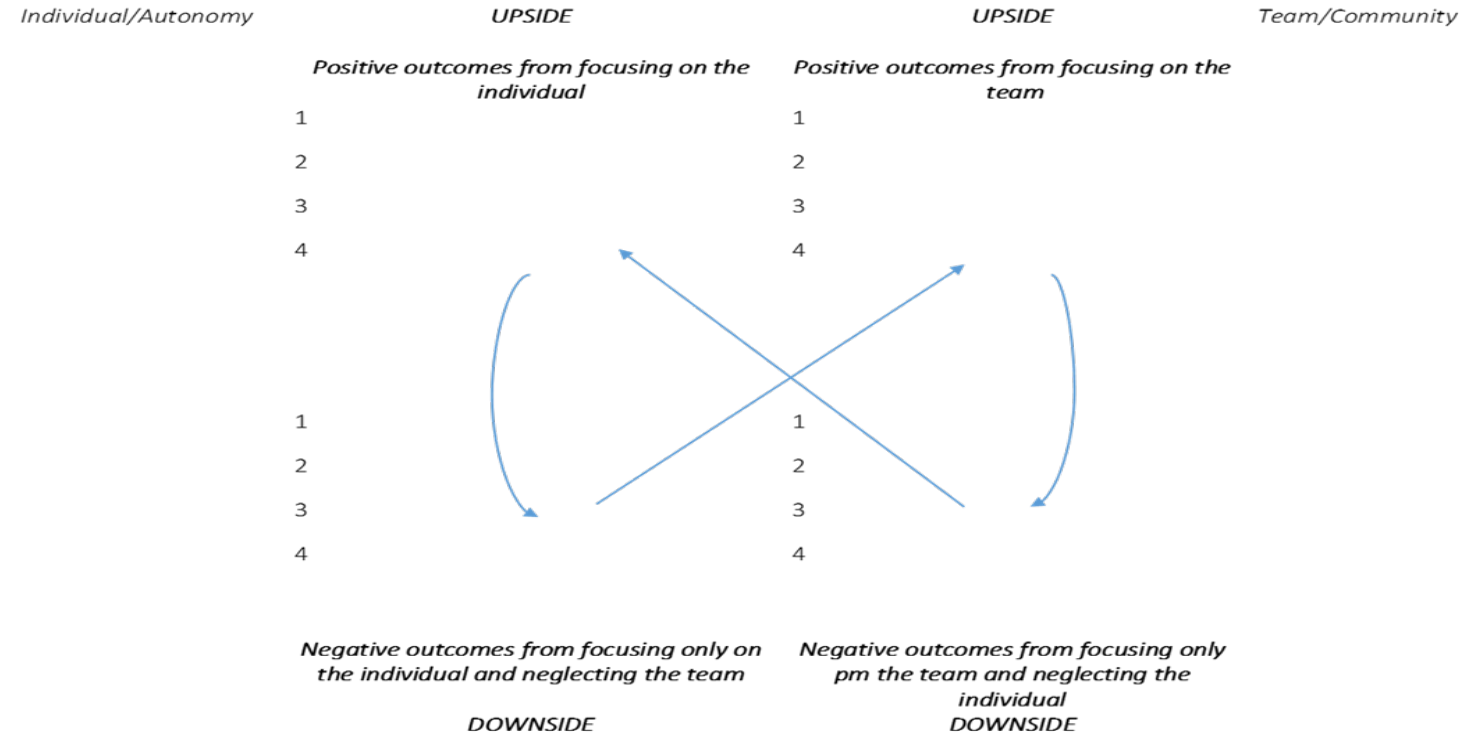 Individual/Autonomy UPSIDE UPSIDE Team/Community
Positive outcomes from focusing on the Positive outcomes from focusing on the
individual team
1 1
2 2
3 3
4 4
1 1
2 2
3 3
4 4
Negative outcomes from focusing only on Negative outcomes from focusing only
the individual and neglecting the team pm the team and neglecting the
individual
DOWNSIDE DOWNSIDE